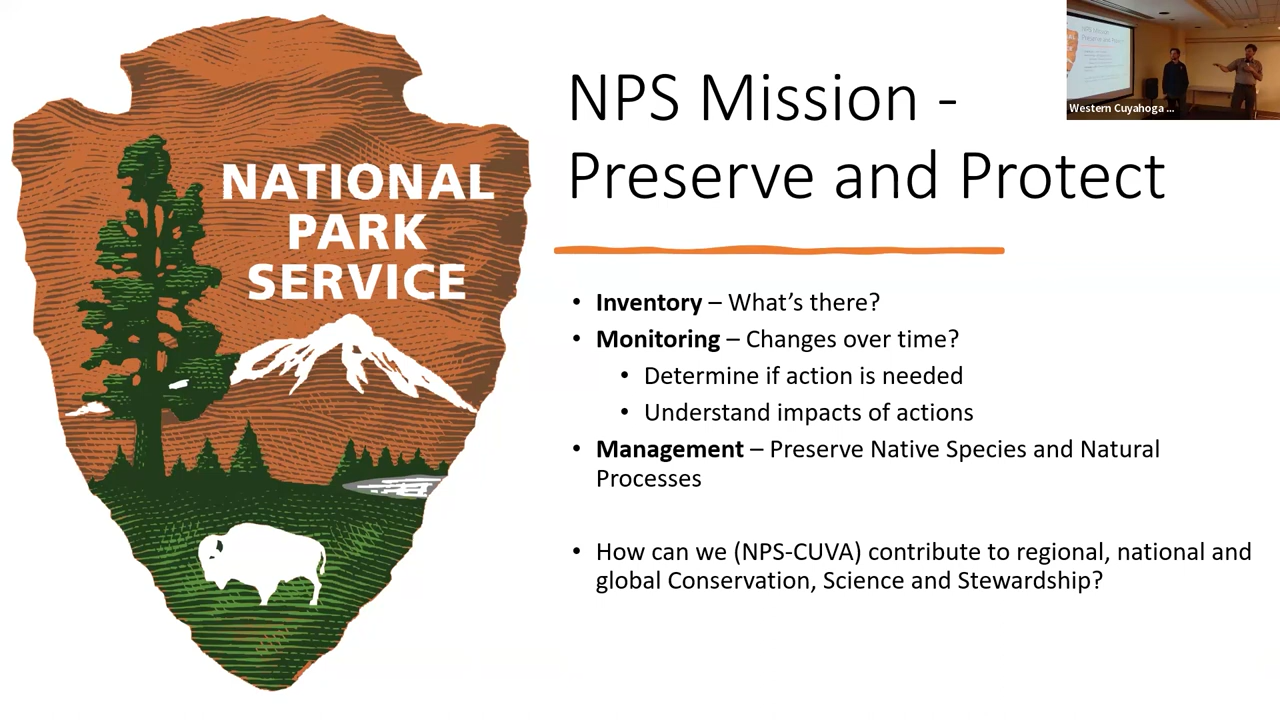 NATIONAL
PARK
SERVICE
NPS Mission -
Preserve and Protect
• Inventory – What's there?
• Monitoring – Changes over time?
• Determine if action is needed
• Understand impacts of actions
• Management – Preserve Native Species and Natural
Processes
• How can we (NPS-CUVA) contribute to regional, national and
global Conservation, Science and Stewardship?
NPS Mission
Western Cuyahoga ...